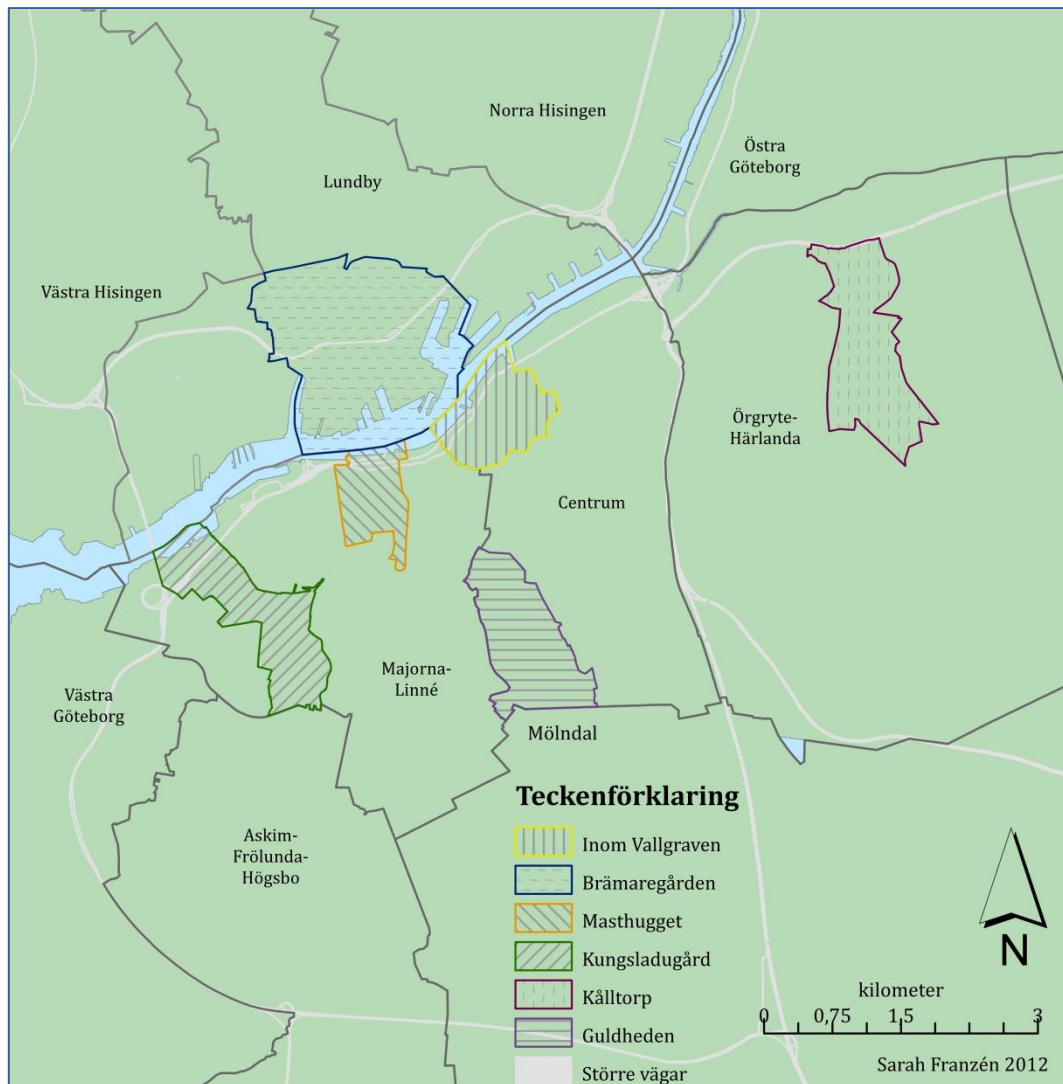 Norra Hisingen
Östra
Göteborg
Lundby
Västra Hisingen
Örgryte-
Härlanda
Centrum
Majorna-
Linné
Västra
Göteborg
Mölndal
Askim-
Frölunda-
Högsbo
Teckenförklaring
Inom Vallgraven
Brämaregården
Masthugget
Kungsladugård
Kålltorp
Guldheden
Större vägar
N
kilometer
0 0,75 1,5 3
Sarah Franzén 2012